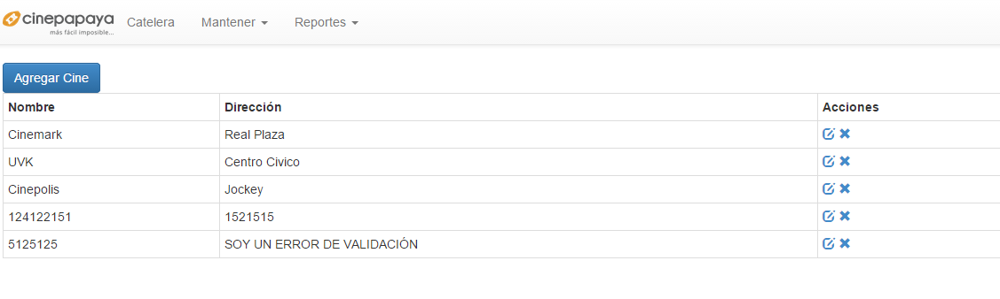 cinepapaya Catelera Mantener Reportes
más fácil imposible...
Agregar Cine
Nombre Dirección Acciones
Cinemark Real Plaza
UVK Centro Civico
Cinepolis Jockey
124122151 1521515
5125125 SOY UN ERROR DE VALIDACIÓN